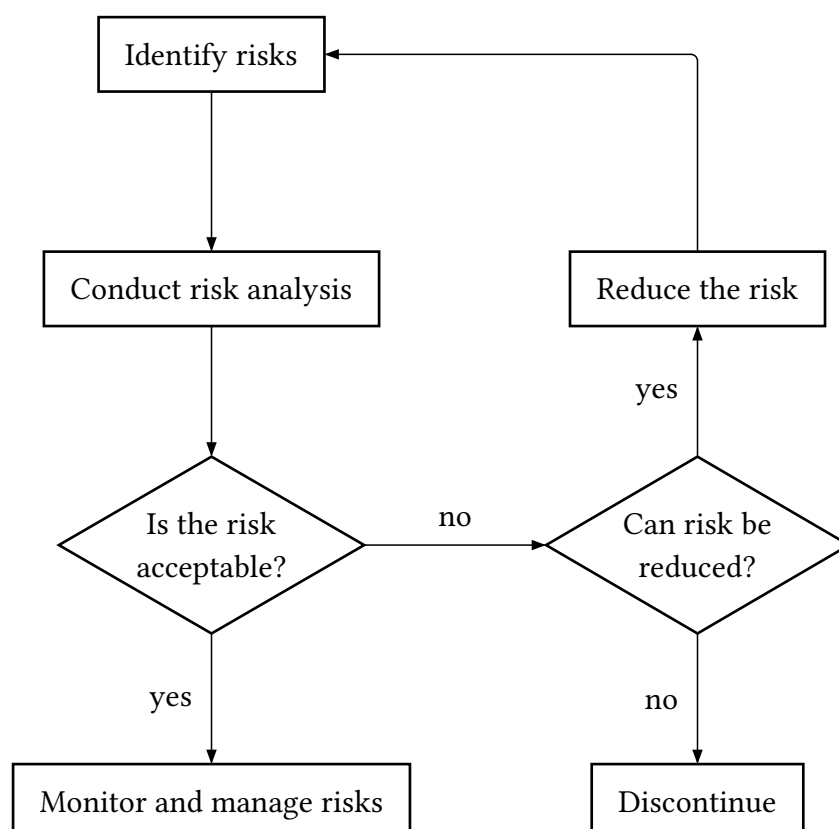 Identify risks
Conduct risk analysis
Reduce the risk
yes
Is the risk
acceptable?
no
Can risk be
reduced?
yes
no
Monitor and manage risks
Discontinue